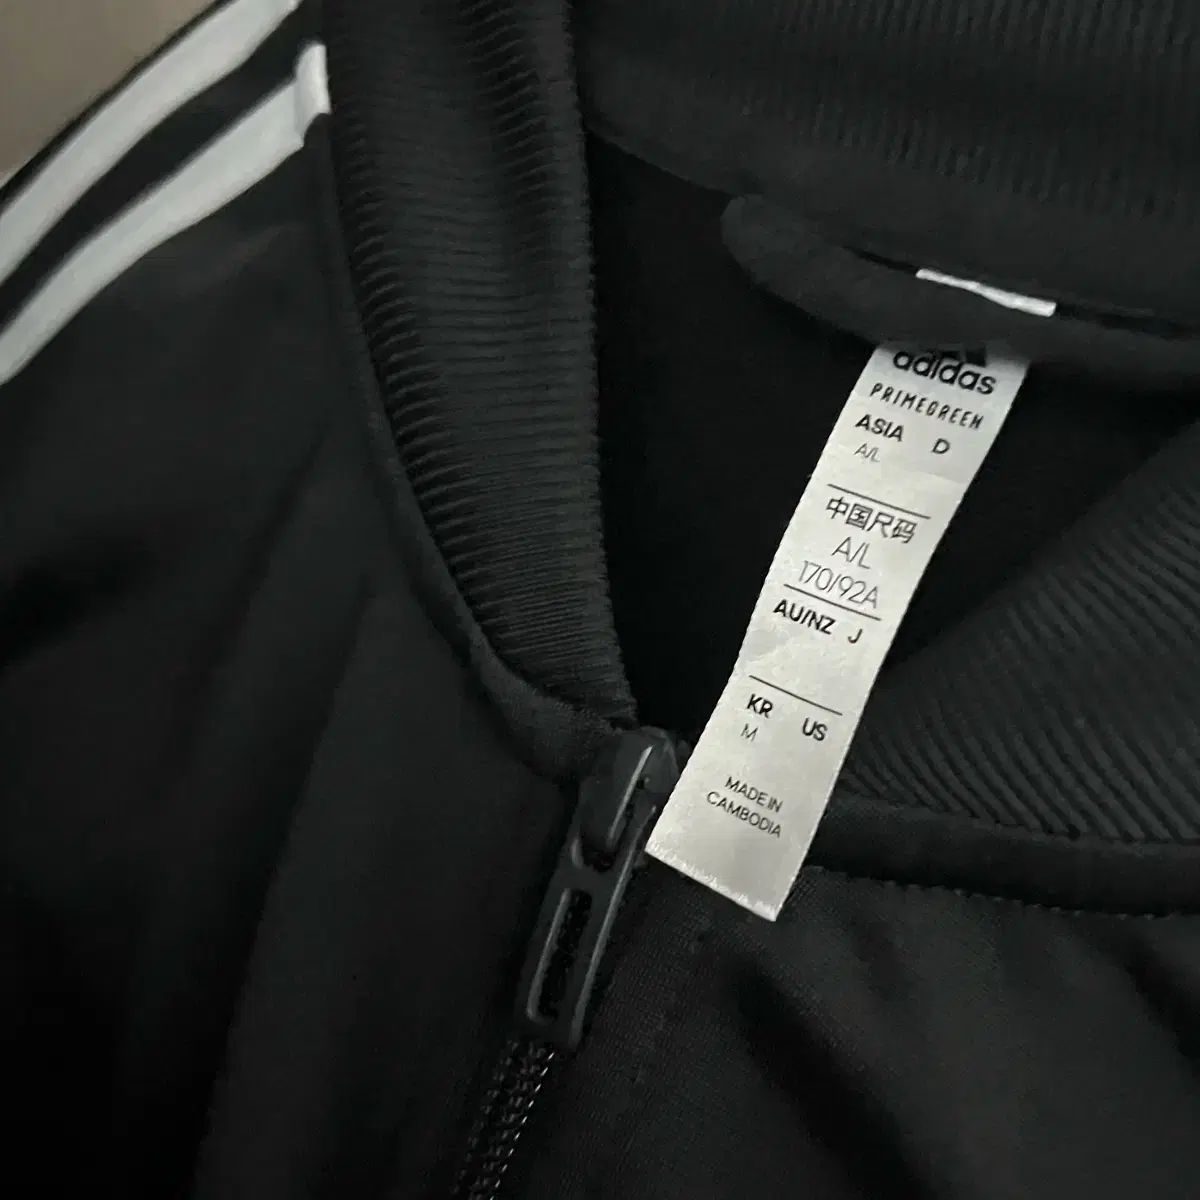 adidas
PRIMEGREEN
ASIA D
A/L
中国尺码
A/L
170/92A
AU/NZ J
KR US
M
MADE IN
CAMBODIA